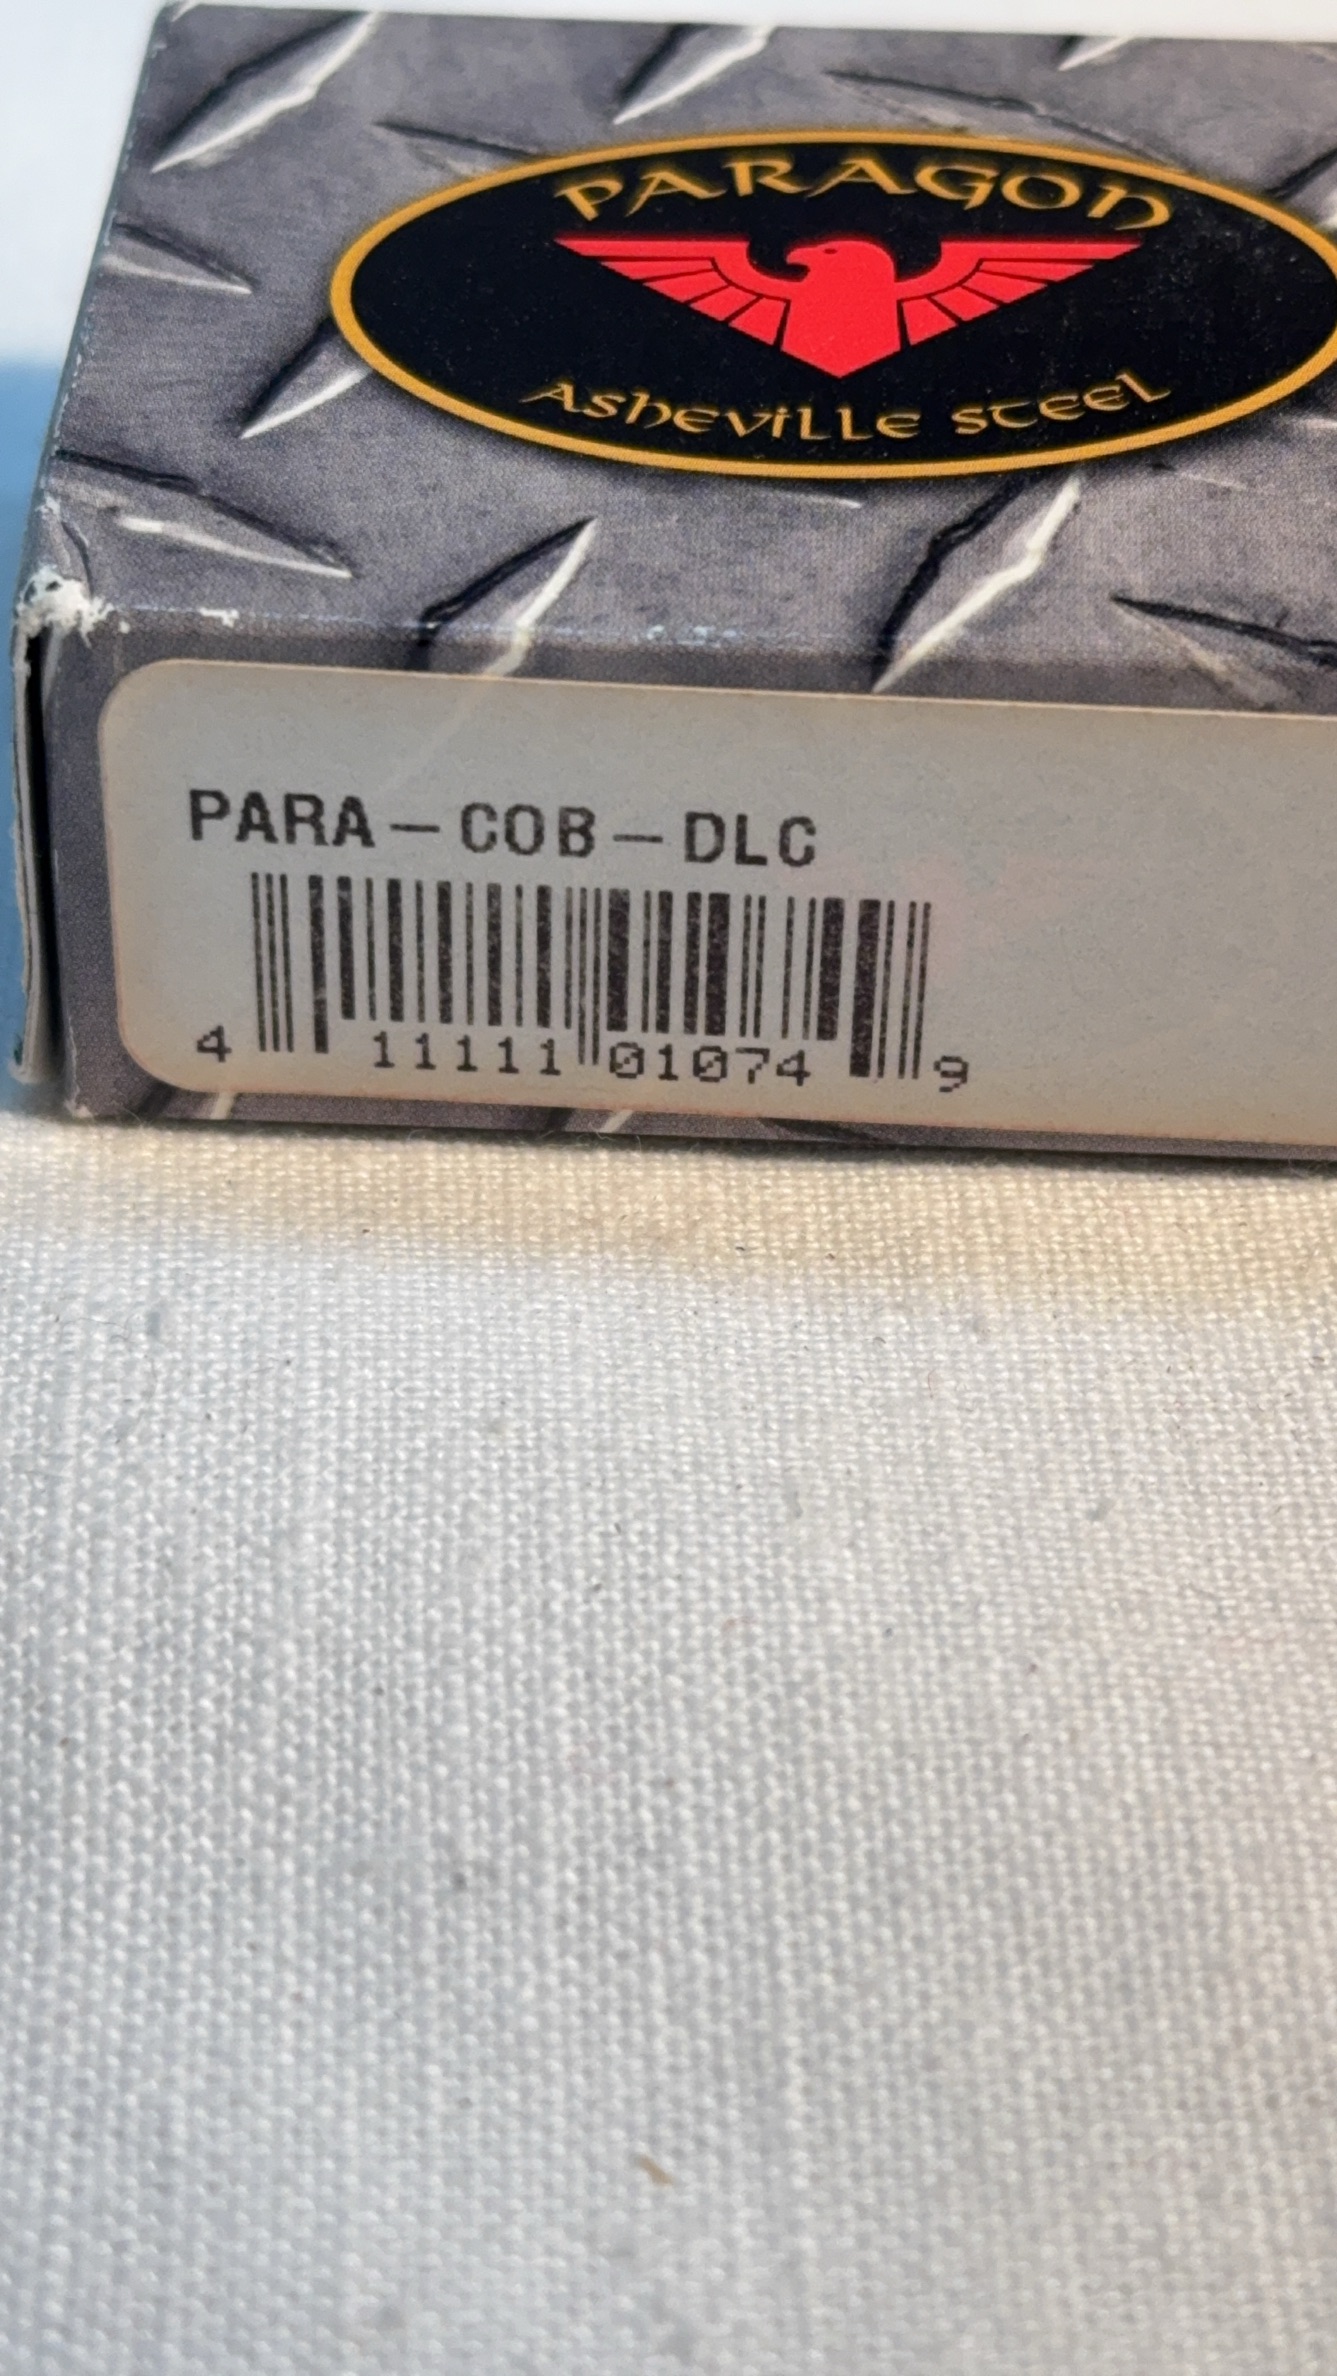 PARAGON
ASHEVILLE STEEL
PARA-COB-DLC
4 11111 01074 9